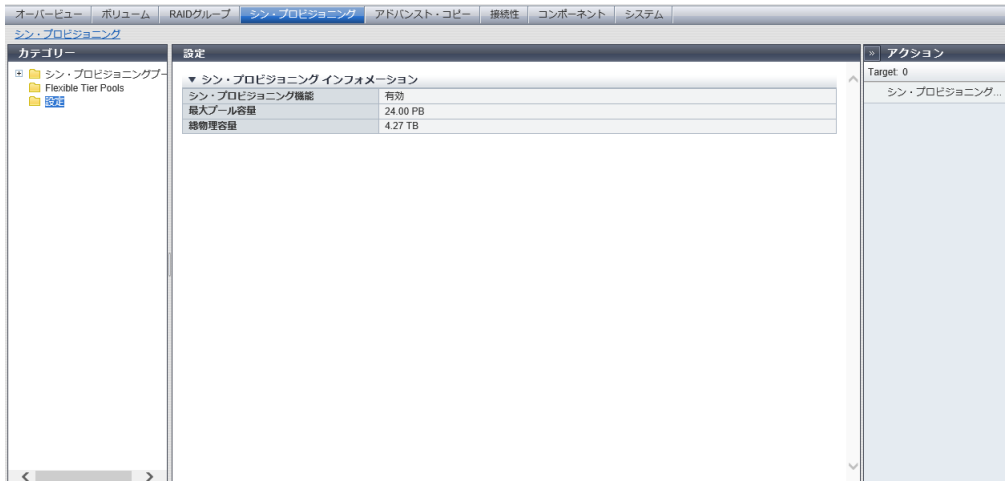 オーバービュー ボリューム RAIDグループ シン・プロビジョニング アドバンスト・コピー 接続性 コンポーネント システム
シン・プロビジョニング
カテゴリー
シン・プロビジョニングプー
Flexible Tier Pools
設定
設定
▼ シン・プロビジョニング インフォメーション
シン・プロビジョニング機能 有効
最大プール容量 24.00 PB
総物理容量 4.27 TB
» アクション
Target: 0
シン・プロビジョニング...